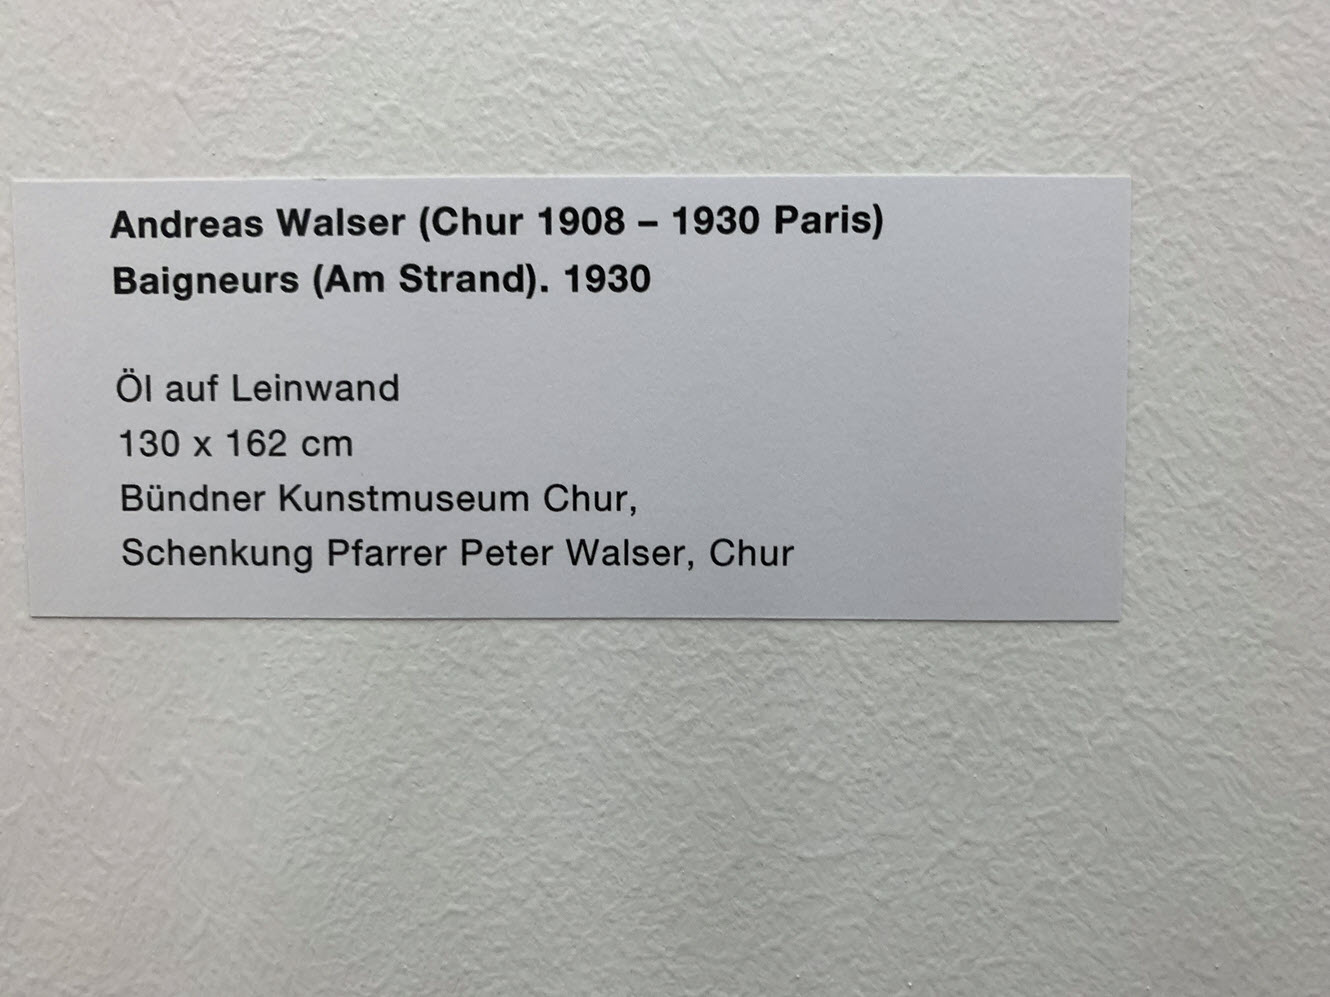 Andreas Walser (Chur 1908 – 1930 Paris)
Baigneurs (Am Strand). 1930
Öl auf Leinwand
130 x 162 cm
Bündner Kunstmuseum Chur,
Schenkung Pfarrer Peter Walser, Chur